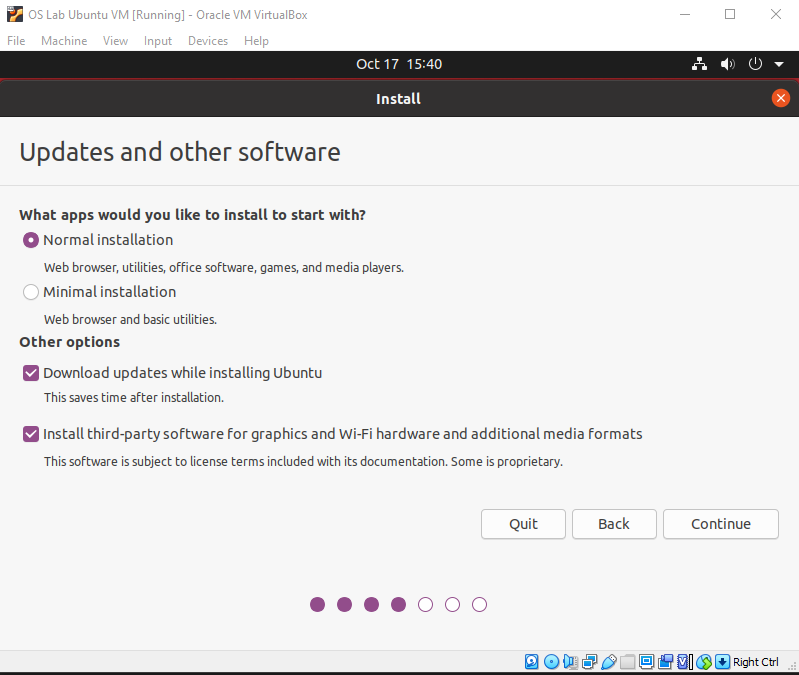 OS Lab Ubuntu VM [Running] - Oracle VM VirtualBox
File Machine View Input Devices Help
Oct 17 15:40
Install
Updates and other software
What apps would you like to install to start with?
Normal installation
Web browser, utilities, office software, games, and media players.
Minimal installation
Web browser and basic utilities.
Other options
Download updates while installing Ubuntu
This saves time after installation.
Install third-party software for graphics and Wi-Fi hardware and additional media formats
This software is subject to license terms included with its documentation. Some is proprietary.
Quit Back Continue
Right Ctrl